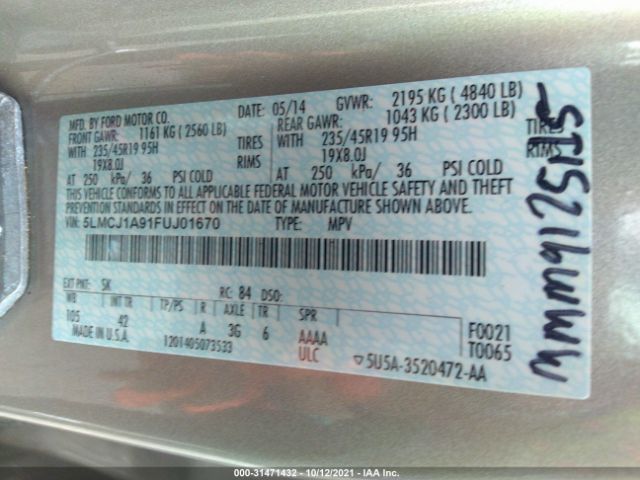 MFD. BY FORD MOTOR CO. DATE: 05/14 GVWR: 2195 KG ( 4840 LB)
FRONT GAWR: 1161 KG ( 2560 LB) REAR GAWR: 1043 KG ( 2300 LB)
WITH 235/45R19 95H TIRES WITH 235/45R19 95H TIRES
19X8.0J RIMS 19X8.0J RIMS
AT 250 kPa/ 36 PSI COLD AT 250 kPa/ 36 PSI COLD
THIS VEHICLE CONFORMS TO ALL APPLICABLE FEDERAL MOTOR VEHICLE SAFETY AND THEFT
PREVENTION STANDARDS IN EFFECT ON THE DATE OF MANUFACTURE SHOWN ABOVE.
VIN: 5LMCJ1A91FUJ01670 TYPE: MPV
EXT PNT: SK RC: 84 DSO:
WB INT TR TP/PS R AXLE TR SPR
105 42 A 3G 6 AAAA F0021
MADE IN U.S.A. 1201405073533 ULC T0065
5U5A-3520472-AA
000-31471432 - 10/12/2021 - IAA Inc.